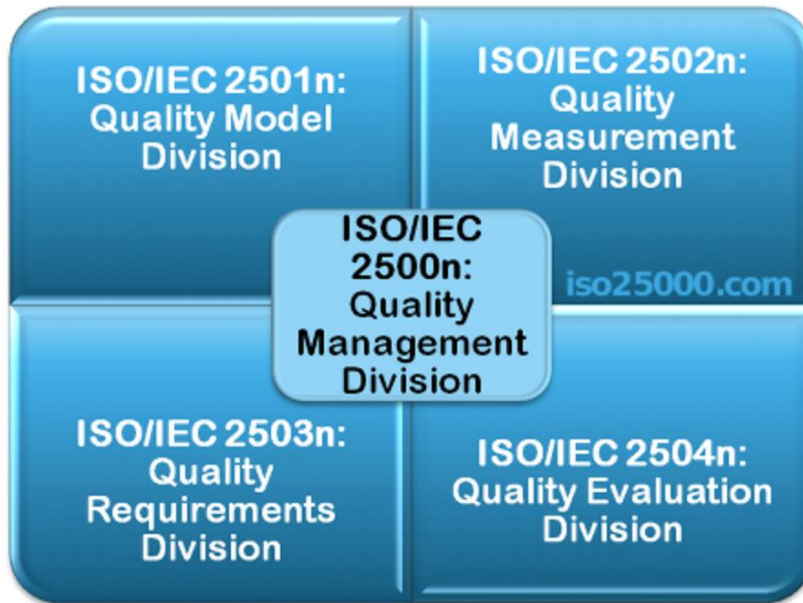 ISO/IEC 2501n:
Quality Model
Division
ISO/IEC 2502n:
Quality
Measurement
Division
ISO/IEC
2500n:
Quality
Management
Division
iso25000.com
ISO/IEC 2503n:
Quality
Requirements
Division
ISO/IEC 2504n:
Quality Evaluation
Division